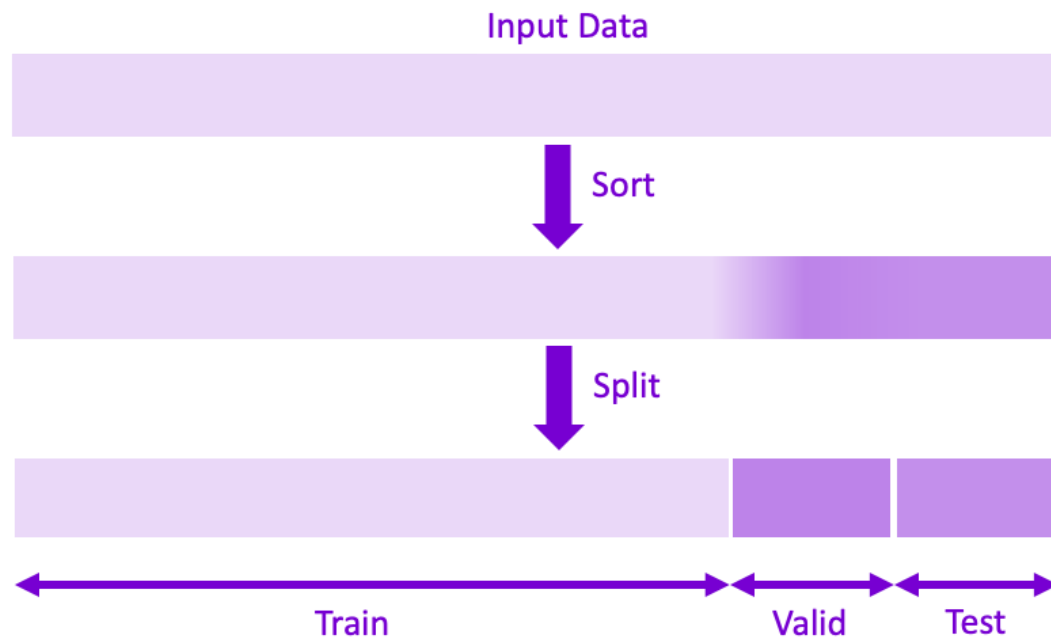 Input Data
Sort
Split
Train
Valid
Test